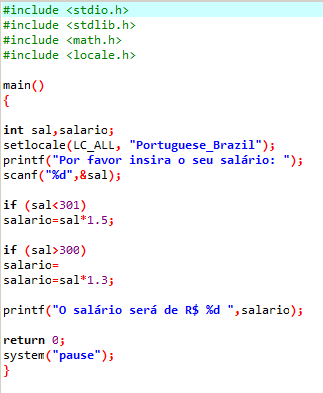 #include <stdio.h>
#include <stdlib.h>
#include <math.h>
#include <locale.h>
main()
{
int sal,salario;
setlocale(LC_ALL, "Portuguese_Brazil");
printf("Por favor insira o seu salário: ");
scanf("%d",&sal);
if (sal<301)
salario=sal*1.5;
if (sal>300)
salario=
salario=sal*1.3;
printf("O salário será de R$ %d ",salario);
return 0;
system("pause");
}